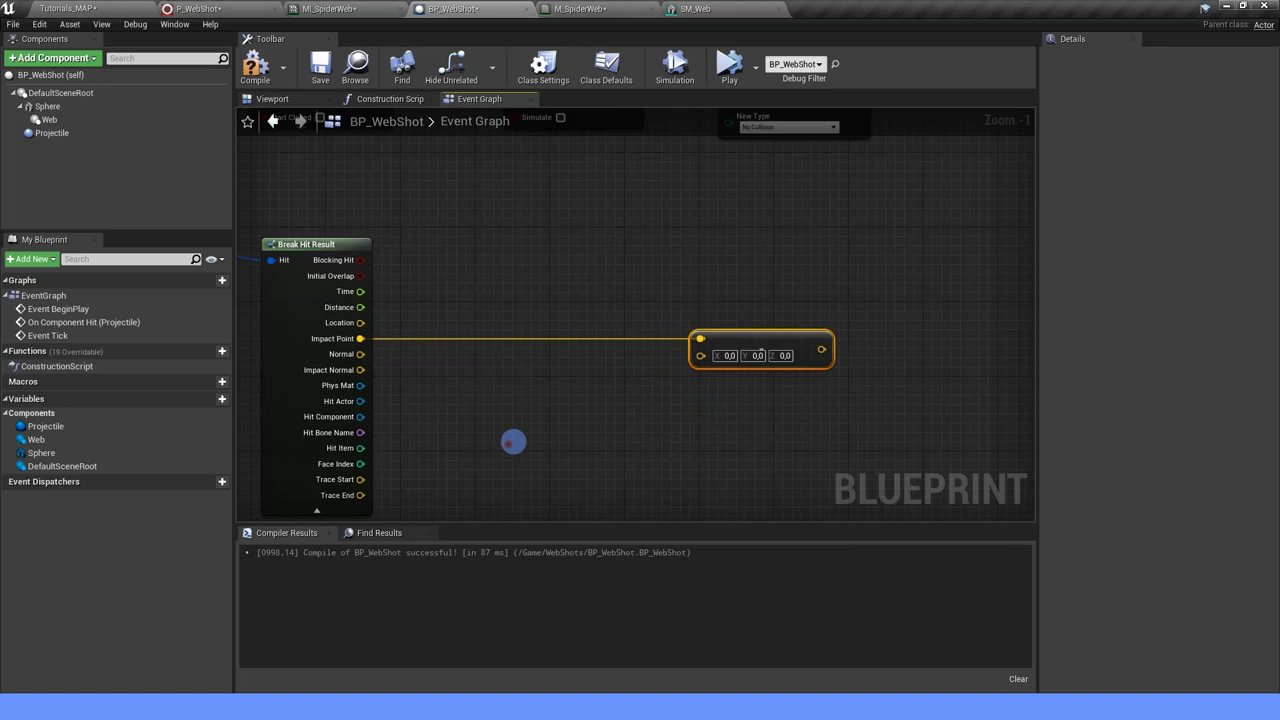 Tutorials_MAP*
P_WebShot*
MI_SpiderWeb*
BP_WebShot*
M_SpiderWeb*
SM_Web
File Edit Asset View Debug Window Help
Parent class: Actor
Components
+Add Component
Search
BP_WebShot (self)
DefaultSceneRoot
Sphere
Web
Projectile
Toolbar
Compile
Save
Browse
Find
Hide Unrelated
Class Settings
Class Defaults
Simulation
Play
BP_WebShot
Debug Filter
Details
Viewport
Construction Scrip
Event Graph
Simulate
BP_WebShot > Event Graph
New Type
No Collision
Zoom -1
Break Hit Result
Hit
Blocking Hit
Initial Overlap
Time
Distance
Location
Impact Point
Normal
Impact Normal
Phys Mat
Hit Actor
Hit Component
Hit Bone Name
Hit Item
Face Index
Trace Start
Trace End
X 0,0 Y 0,0 Z 0,0
BLUEPRINT
My Blueprint
+Add New
Search
Graphs
EventGraph
Event BeginPlay
On Component Hit (Projectile)
Event Tick
Functions (19 Overridable)
ConstructionScript
Macros
Variables
Components
Projectile
Web
Sphere
DefaultSceneRoot
Event Dispatchers
Compiler Results
Find Results
[0998,14] Compile of BP_WebShot successful! [in 87 ms] (/Game/WebShots/BP_WebShot.BP_WebShot)
Clear